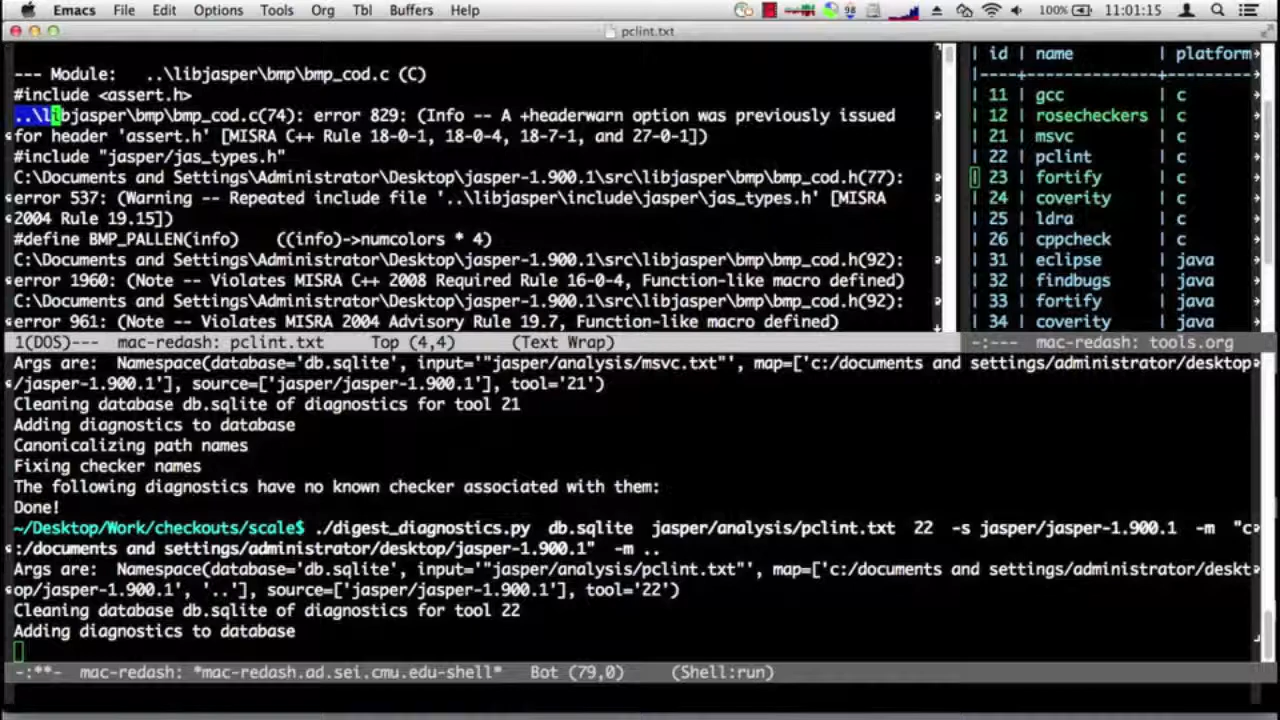 Emacs File Edit Options Tools Org Tbl Buffers Help 98 100% 11:01:15
pclint.txt
--- Module:   ..\libjasper\bmp\bmp_cod.c (C)
#include <assert.h>
..\libjasper\bmp\bmp_cod.c(74): error 829: (Info -- A +headerwarn option was previously issued
for header 'assert.h' [MISRA C++ Rule 18-0-1, 18-0-4, 18-7-1, and 27-0-1])
#include "jasper/jas_types.h"
C:\Documents and Settings\Administrator\Desktop\jasper-1.900.1\src\libjasper\bmp\bmp_cod.h(77):
error 537: (Warning -- Repeated include file '..\libjasper\include\jasper\jas_types.h' [MISRA
2004 Rule 19.15])
#define BMP_PALLEN(info)    ((info)->numcolors * 4)
C:\Documents and Settings\Administrator\Desktop\jasper-1.900.1\src\libjasper\bmp\bmp_cod.h(92):
error 1960: (Note -- Violates MISRA C++ 2008 Required Rule 16-0-4, Function-like macro defined)
C:\Documents and Settings\Administrator\Desktop\jasper-1.900.1\src\libjasper\bmp\bmp_cod.h(92):
error 961: (Note -- Violates MISRA 2004 Advisory Rule 19.7, Function-like macro defined)
1(DOS)---  mac-redash: pclint.txt      Top (4,4)       (Text Wrap)
| id | name        | platform
|----+-------------+---------
| 11 | gcc         | c
| 12 | rosecheckers | c
| 21 | msvc        | c
| 22 | pclint      | c
| 23 | fortify     | c
| 24 | coverity    | c
| 25 | ldra        | c
| 26 | cppcheck    | c
| 31 | eclipse     | java
| 32 | findbugs    | java
| 33 | fortify     | java
| 34 | coverity    | java
-:---  mac-redash: tools.org
Args are:  Namespace(database='db.sqlite', input='"jasper/analysis/msvc.txt"', map=['c:/documents and settings/administrator/desktop
/jasper-1.900.1'], source=['jasper/jasper-1.900.1'], tool='21')
Cleaning database db.sqlite of diagnostics for tool 21
Adding diagnostics to database
Canonicalizing path names
Fixing checker names
The following diagnostics have no known checker associated with them:
Done!
~/Desktop/Work/checkouts/scale$ ./digest_diagnostics.py  db.sqlite  jasper/analysis/pclint.txt  22  -s jasper/jasper-1.900.1  -m  "c
:/documents and settings/administrator/desktop/jasper-1.900.1"  -m ..
Args are:  Namespace(database='db.sqlite', input='"jasper/analysis/pclint.txt"', map=['c:/documents and settings/administrator/deskt
op/jasper-1.900.1', '..'], source=['jasper/jasper-1.900.1'], tool='22')
Cleaning database db.sqlite of diagnostics for tool 22
Adding diagnostics to database
-:**-  mac-redash: *mac-redash.ad.sei.cmu.edu-shell*   Bot (79,0)      (Shell:run)